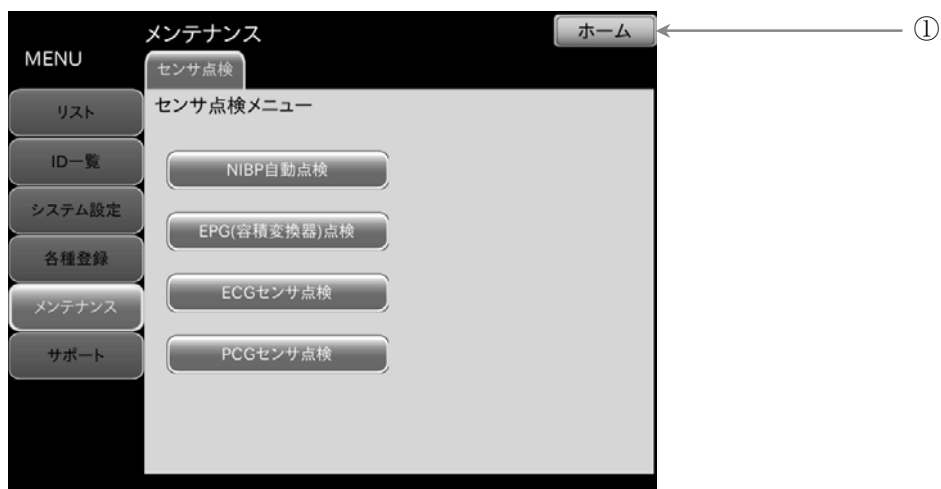 メンテナンス
ホーム
①
MENU
センサ点検
リスト
ID一覧
システム設定
各種登録
メンテナンス
サポート
センサ点検メニュー
NIBP自動点検
EPG(容積変換器)点検
ECGセンサ点検
PCGセンサ点検